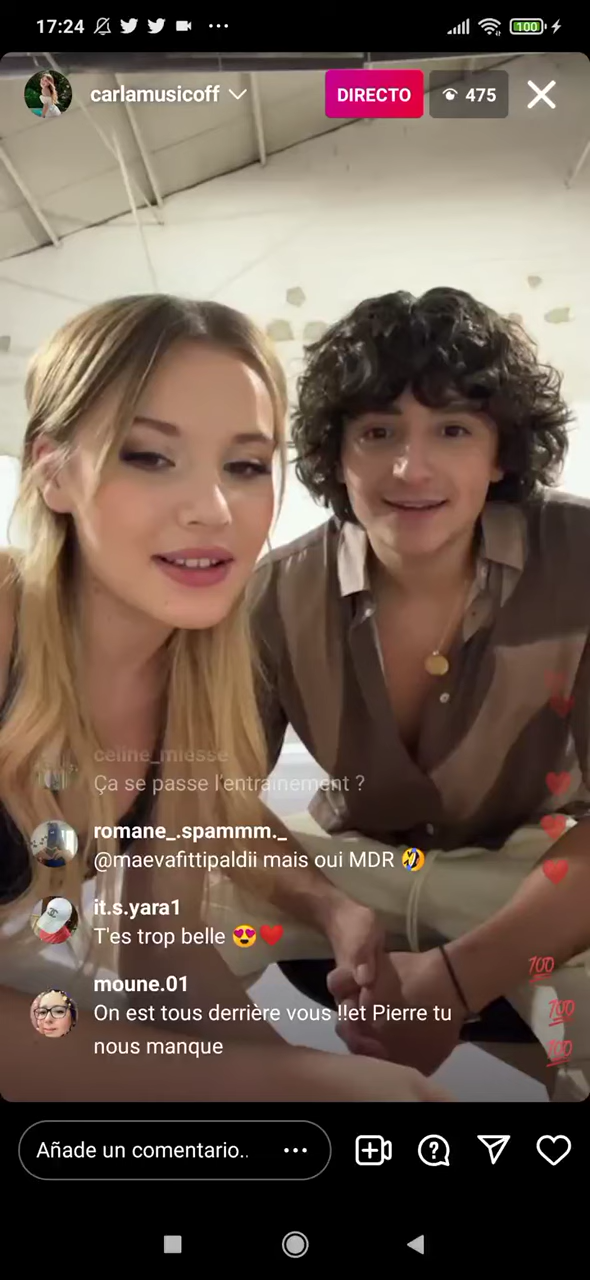 17:24
100
carlamusicoff
DIRECTO
475
celine_miesse
Ça se passe l'entraînement ?
romane_.spammm._
@maevafittipaldii mais oui MDR 🤣
it.s.yara1
T'es trop belle 😍❤️
moune.01
On est tous derrière vous !!et Pierre tu
nous manque
100
100
100
Añade un comentario..